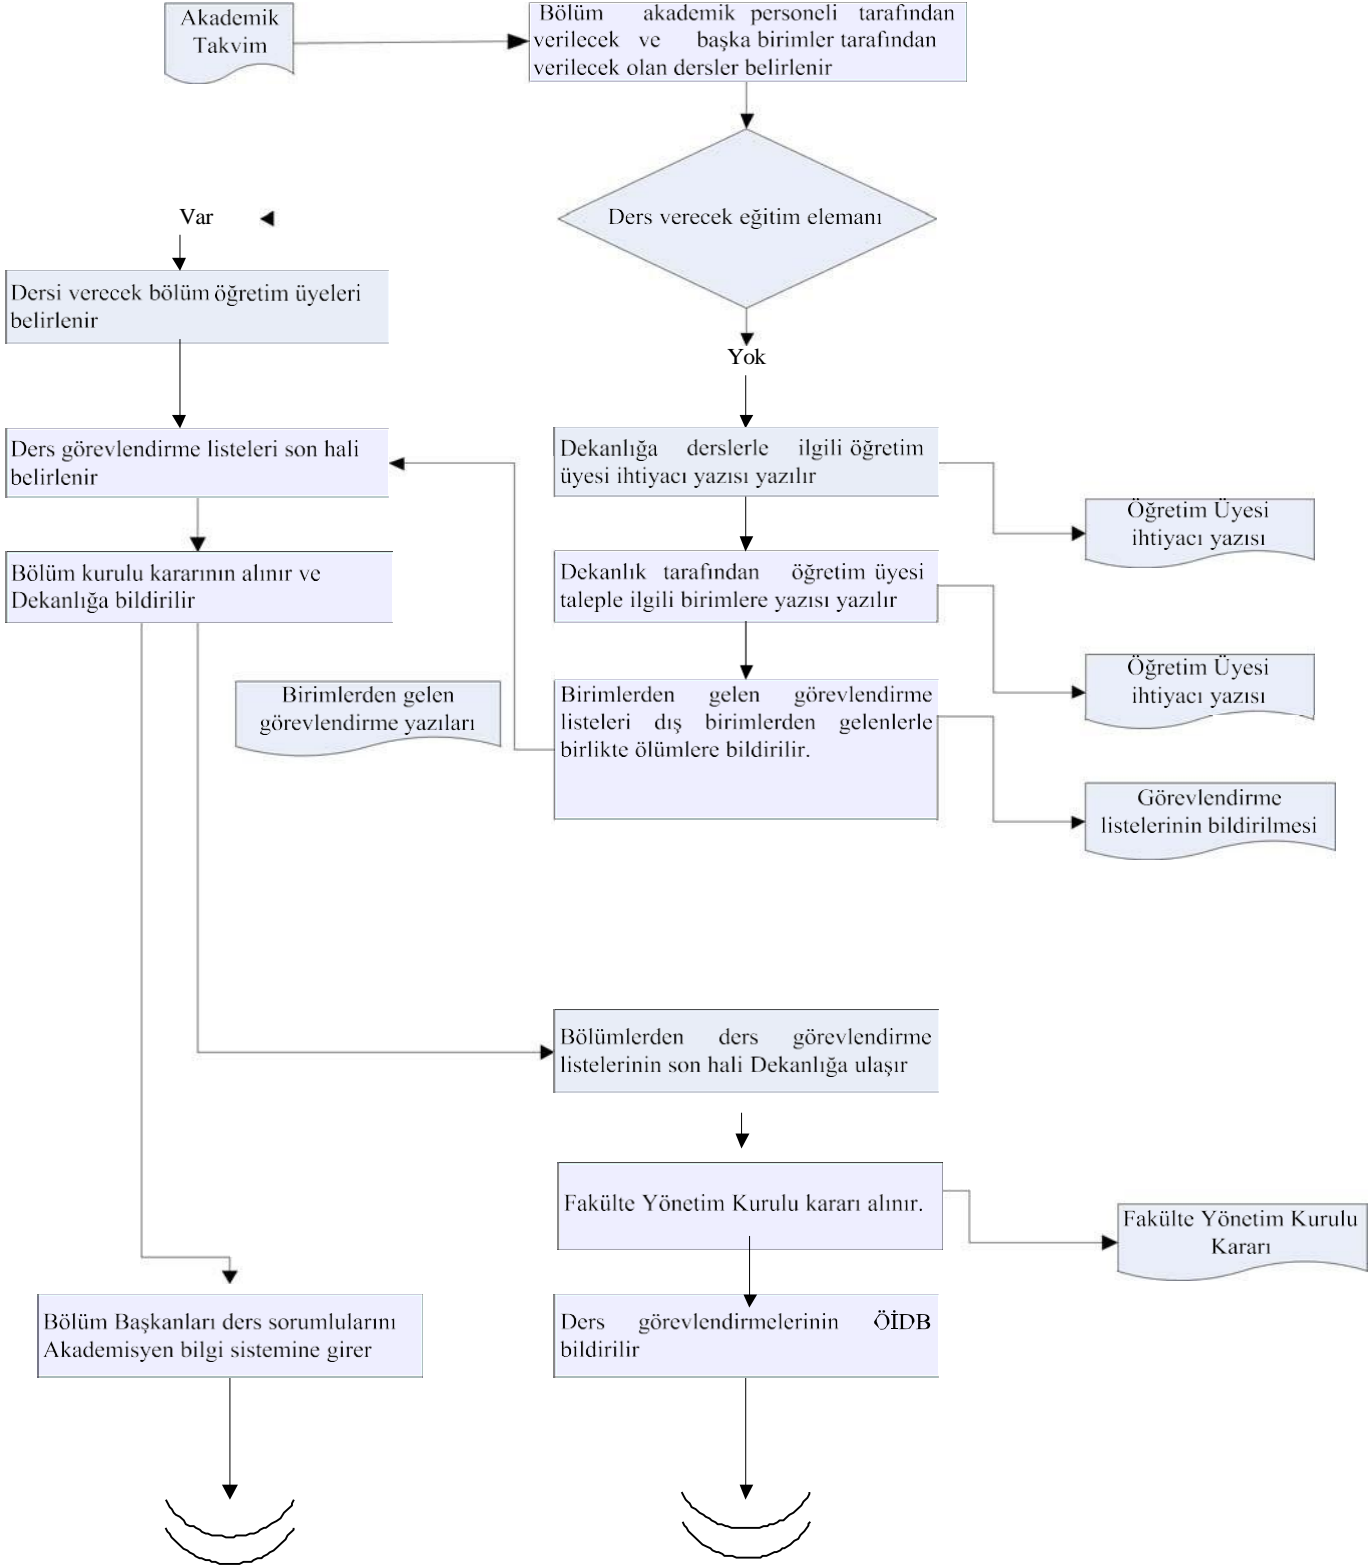 Akademik
Takvim
Bölüm akademik personeli tarafından
verilecek ve başka birimler tarafından
verilecek olan dersler belirlenir
Ders verecek eğitim elemanı
Var
Dersi verecek bölüm öğretim üyeleri
belirlenir
Yok
Ders görevlendirme listeleri son hali
belirlenir
Dekanlığa derslerle ilgili öğretim
üyesi ihtiyacı yazısı yazılır
Öğretim Üyesi
ihtiyacı yazısı
Bölüm kurulu kararının alınır ve
Dekanlığa bildirilir
Dekanlık tarafından öğretim üyesi
taleple ilgili birimlere yazısı yazılır
Öğretim Üyesi
ihtiyacı yazısı
Birimlerden gelen
görevlendirme yazıları
Birimlerden gelen görevlendirme
listeleri dış birimlerden gelenlerle
birlikte ölümlere bildirilir.
Görevlendirme
listelerinin bildirilmesi
Bölümlerden ders görevlendirme
listelerinin son hali Dekanlığa ulaşır
Fakülte Yönetim Kurulu kararı alınır.
Fakülte Yönetim Kurulu
Kararı
Bölüm Başkanları ders sorumlularını
Akademisyen bilgi sistemine girer
Ders görevlendirmelerinin ÖİDB
bildirilir